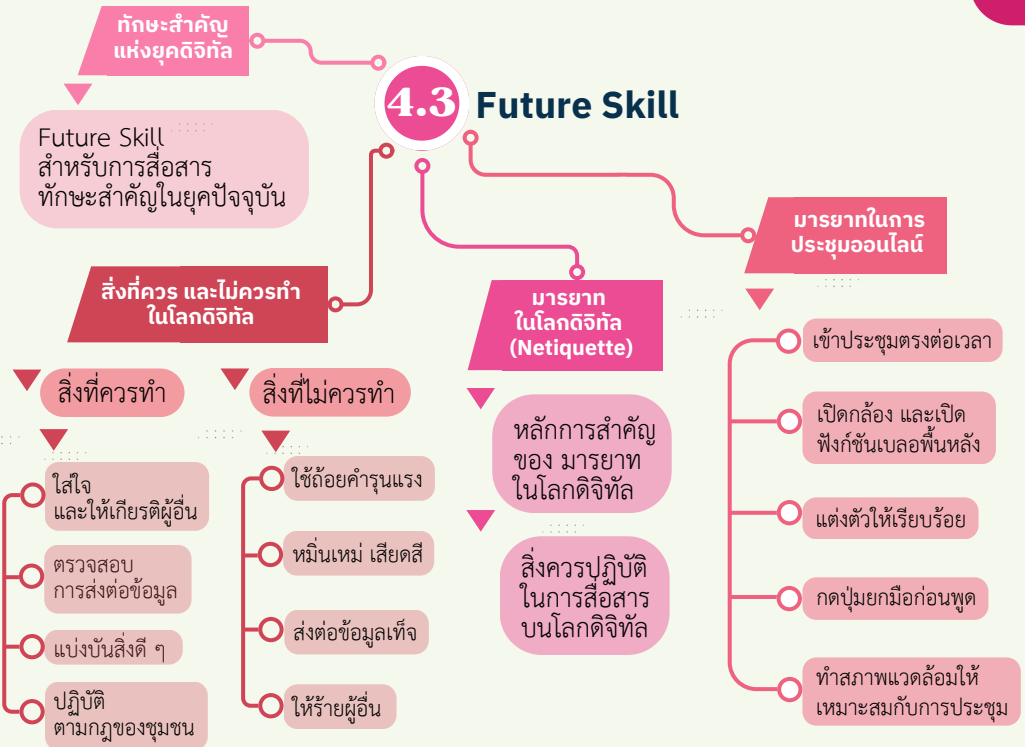 ทักษะสำคัญ
แห่งยุคดิจิทัล
4.3 Future Skill
Future Skill
สำหรับการสื่อสาร
ทักษะสำคัญในยุคปัจจุบัน
สิ่งที่ควร และไม่ควรทำ
ในโลกดิจิทัล
สิ่งที่ควรทำ
ใส่ใจ
และให้เกียรติผู้อื่น
ตรวจสอบ
การส่งต่อข้อมูล
แบ่งบันสิ่งดี ๆ
ปฏิบัติ
ตามกฎของชุมชน
สิ่งที่ไม่ควรทำ
ใช้ถ้อยคำรุนแรง
หมิ่นเหม่ เสียดสี
ส่งต่อข้อมูลเท็จ
ให้ร้ายผู้อื่น
มารยาท
ในโลกดิจิทัล
(Netiquette)
หลักการสำคัญ
ของ มารยาท
ในโลกดิจิทัล
สิ่งควรปฏิบัติ
ในการสื่อสาร
บนโลกดิจิทัล
มารยาทในการ
ประชุมออนไลน์
เข้าประชุมตรงต่อเวลา
เปิดกล้อง และเปิด
ฟังก์ชันเบลอพื้นหลัง
แต่งตัวให้เรียบร้อย
กดปุ่มยกมือก่อนพูด
ทำสภาพแวดล้อมให้
เหมาะสมกับการประชุม